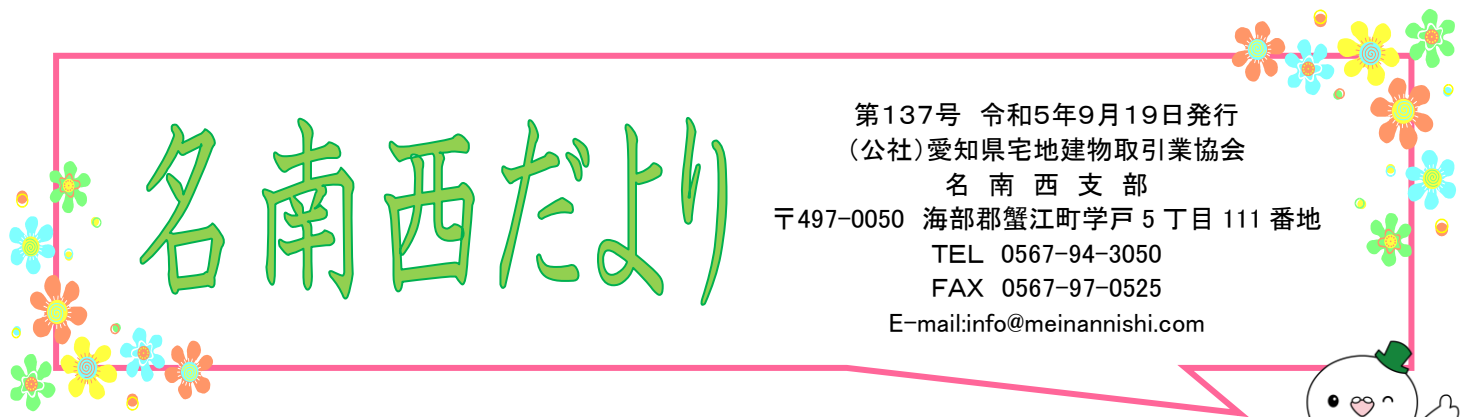 名南西だより
第137号 令和5年9月19日発行
(公社)愛知県宅地建物取引業協会
名 南 西 支 部
〒497-0050 海部郡蟹江町学戸 5 丁目 111 番地
TEL 0567-94-3050
FAX 0567-97-0525
E-mail:info@meinannishi.com